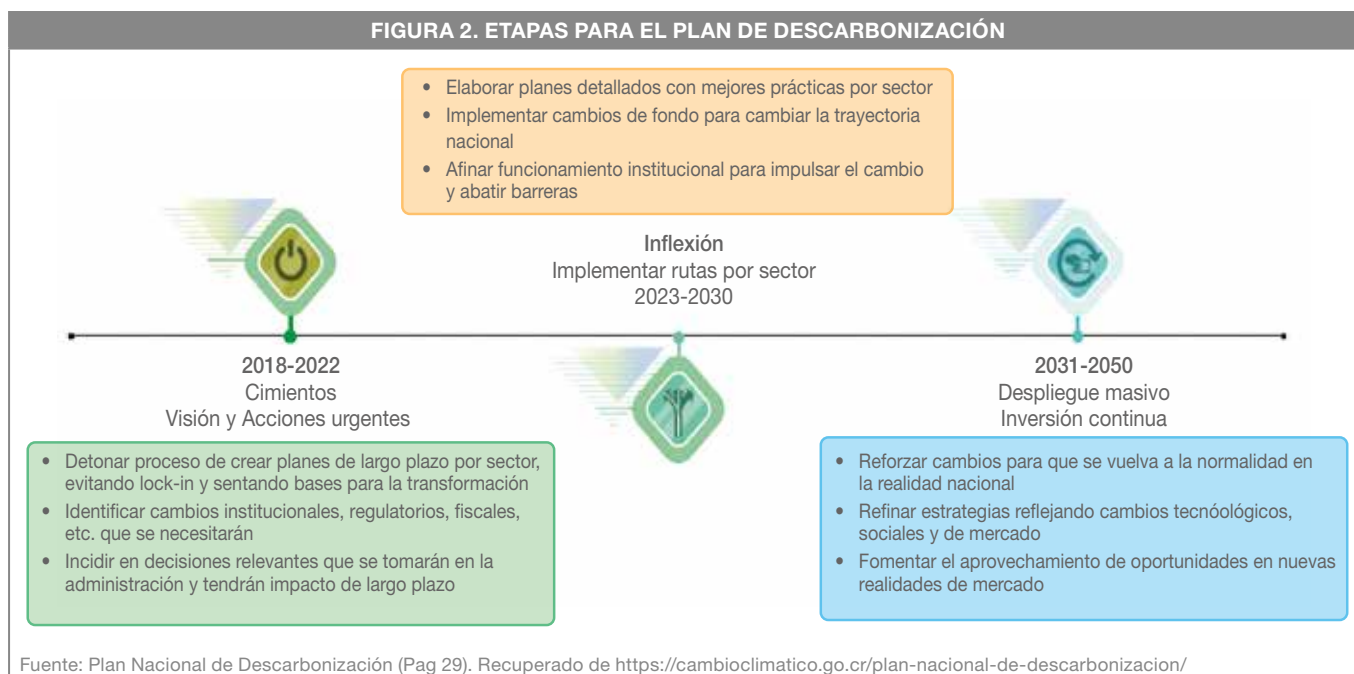 FIGURA 2. ETAPAS PARA EL PLAN DE DESCARBONIZACIÓN
• Elaborar planes detallados con mejores prácticas por sector
• Implementar cambios de fondo para cambiar la trayectoria
nacional
• Afinar funcionamiento institucional para impulsar el cambio
y abatir barreras
Inflexión
Implementar rutas por sector
2023-2030
2018-2022
Cimientos
Visión y Acciones urgentes
• Detonar proceso de crear planes de largo plazo por sector,
evitando lock-in y sentando bases para la transformación
• Identificar cambios institucionales, regulatorios, fiscales,
etc. que se necesitarán
• Incidir en decisiones relevantes que se tomarán en la
administración y tendrán impacto de largo plazo
2031-2050
Despliegue masivo
Inversión continua
• Reforzar cambios para que se vuelva a la normalidad en
la realidad nacional
• Refinar estrategias reflejando cambios tecnóológicos,
sociales y de mercado
• Fomentar el aprovechamiento de oportunidades en nuevas
realidades de mercado
Fuente: Plan Nacional de Descarbonización (Pag 29). Recuperado de https://cambioclimatico.go.cr/plan-nacional-de-descarbonizacion/